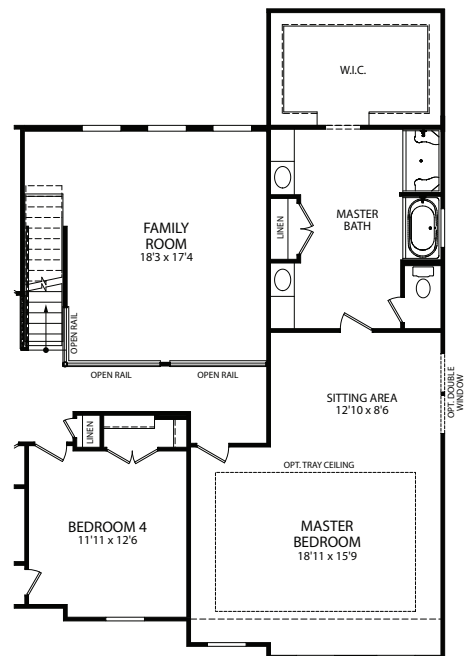 W.I.C.
FAMILY
ROOM
18'3 x 17'4
LINEN
MASTER
BATH
OPEN RAIL
OPEN RAIL
OPEN RAIL
SITTING AREA
12'10 x 8'6
OPT. DOUBLE
WINDOW
LINEN
OPT. TRAY CEILING
BEDROOM 4
11'11 x 12'6
MASTER
BEDROOM
18'11 x 15'9